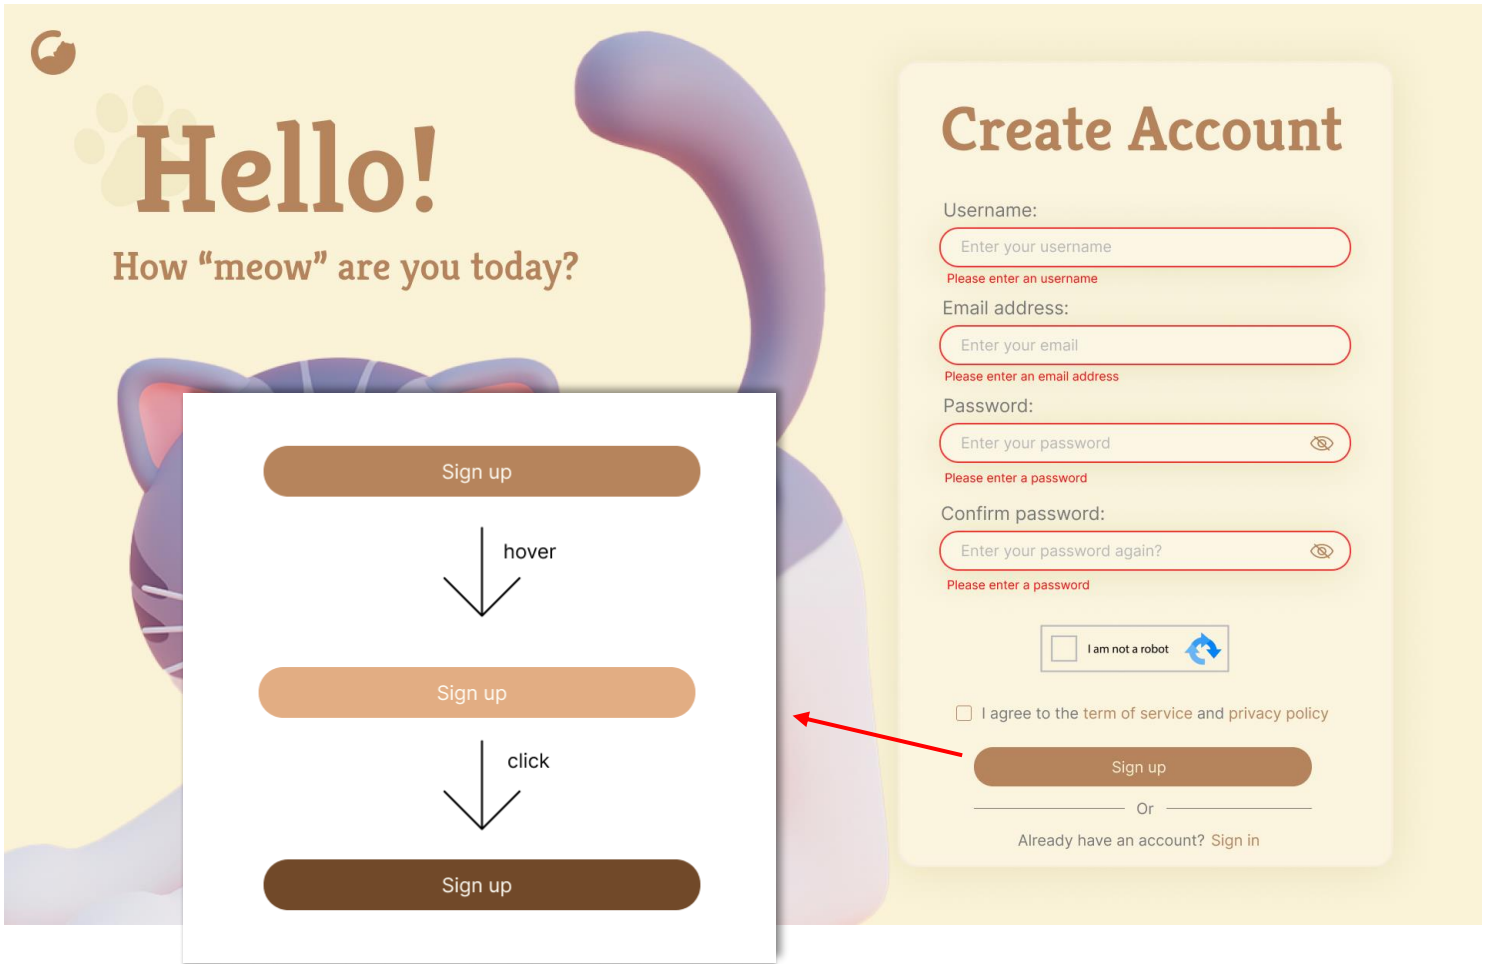 Hello!
How “meow” are you today?
Create Account
Username:
Enter your username
Please enter an username
Email address:
Enter your email
Please enter an email address
Password:
Enter your password
Please enter a password
Confirm password:
Enter your password again?
Please enter a password
I am not a robot
I agree to the term of service and privacy policy
Sign up
Or
Already have an account? Sign in
Sign up
hover
Sign up
click
Sign up